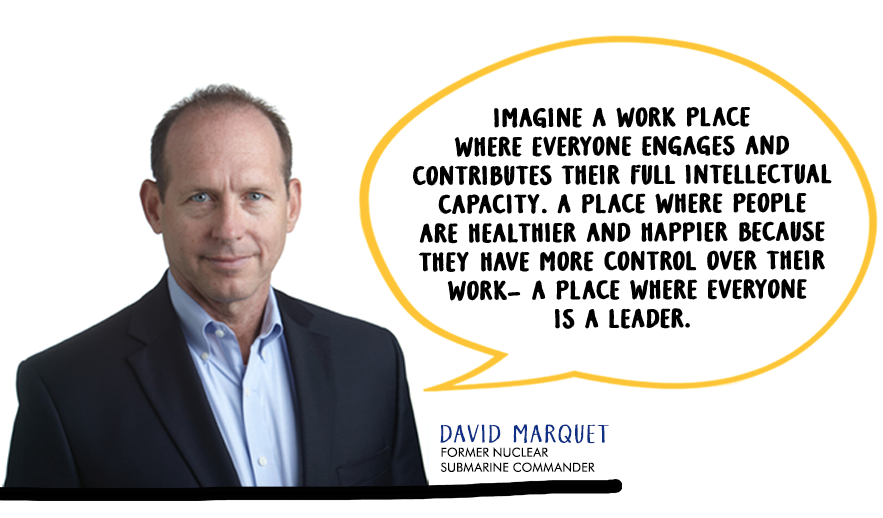 IMAGINE A WORK PLACE
WHERE EVERYONE ENGAGES AND
CONTRIBUTES THEIR FULL INTELLECTUAL
CAPACITY. A PLACE WHERE PEOPLE
ARE HEALTHIER AND HAPPIER BECAUSE
THEY HAVE MORE CONTROL OVER THEIR
WORK– A PLACE WHERE EVERYONE
IS A LEADER.
DAVID MARQUET
FORMER NUCLEAR
SUBMARINE COMMANDER